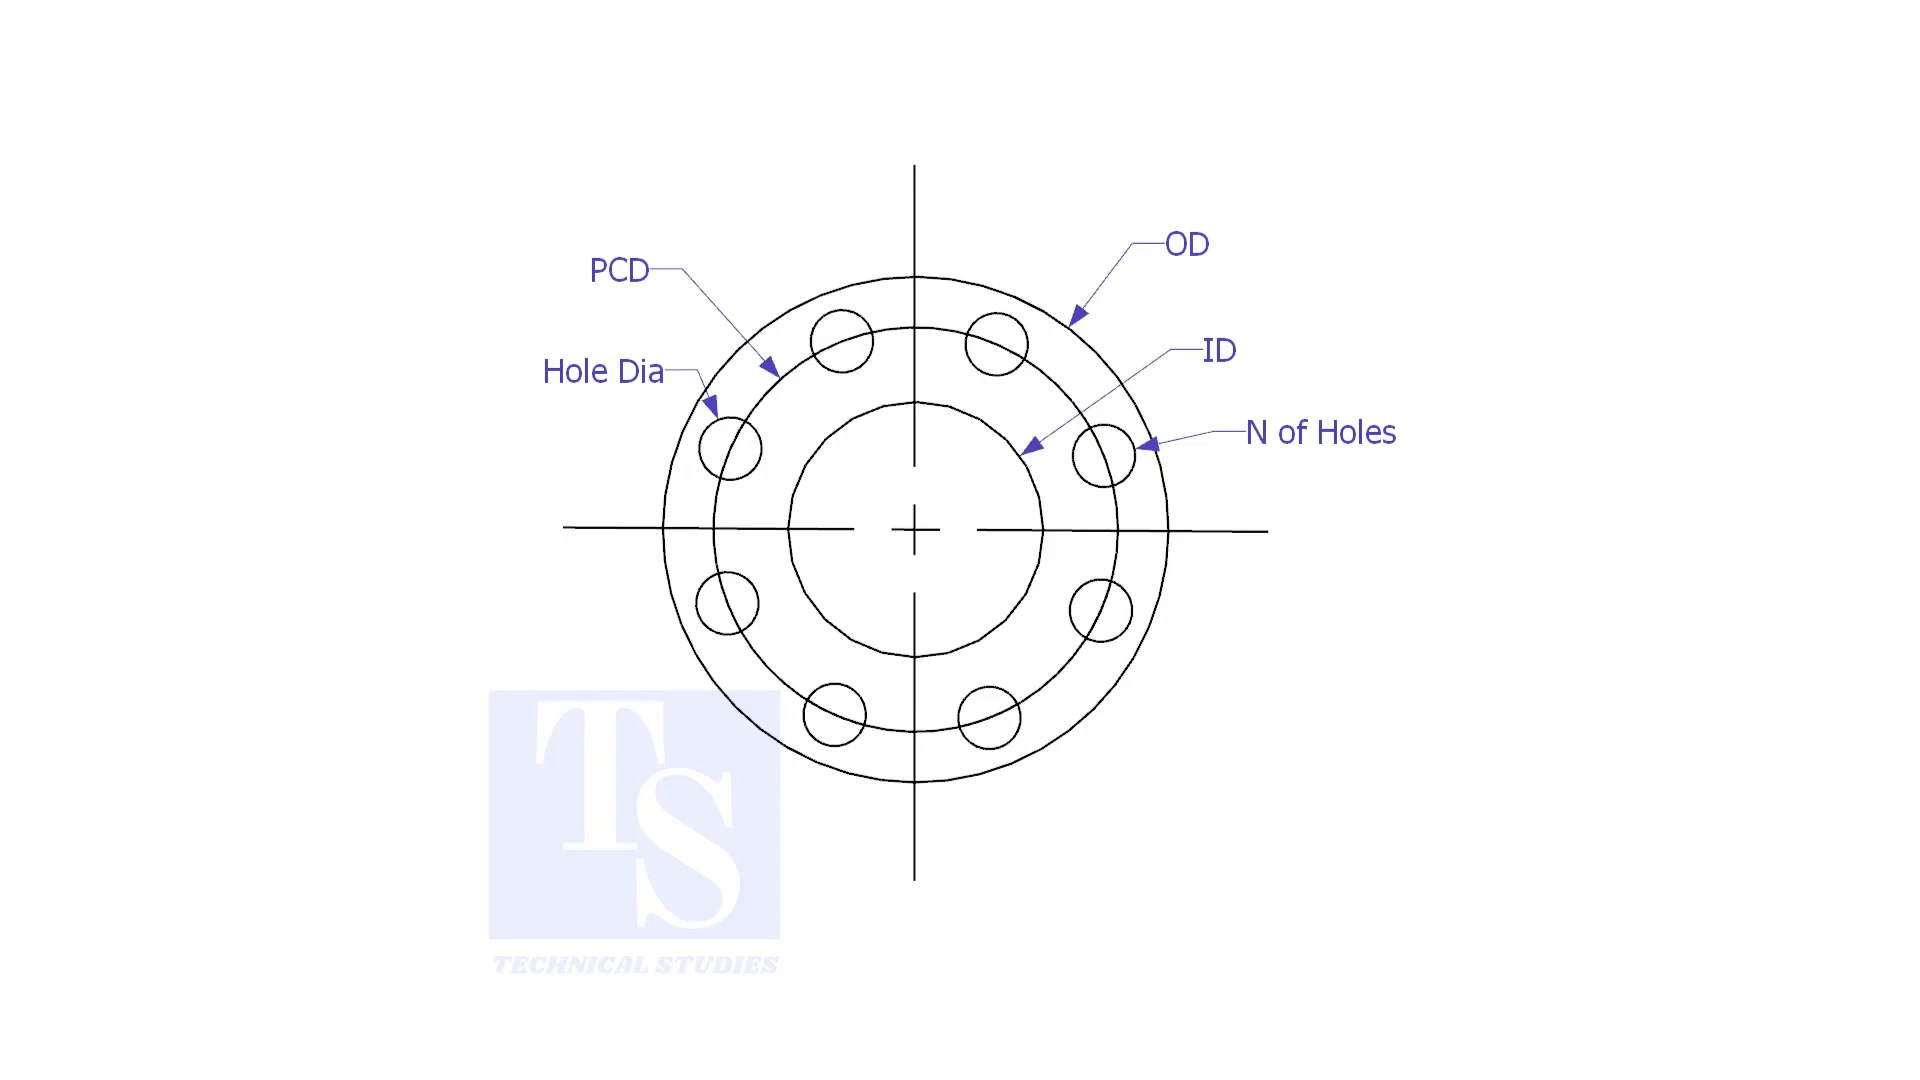 OD
PCD
ID
Hole Dia
N of Holes
TS
TECHNICAL STUDIES